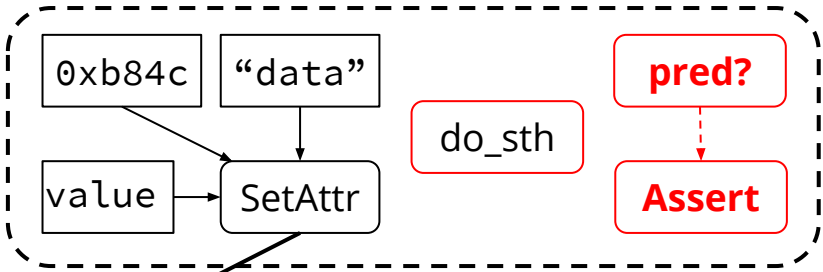 0xb84c
“data”
pred?
do_sth
value
SetAttr
Assert